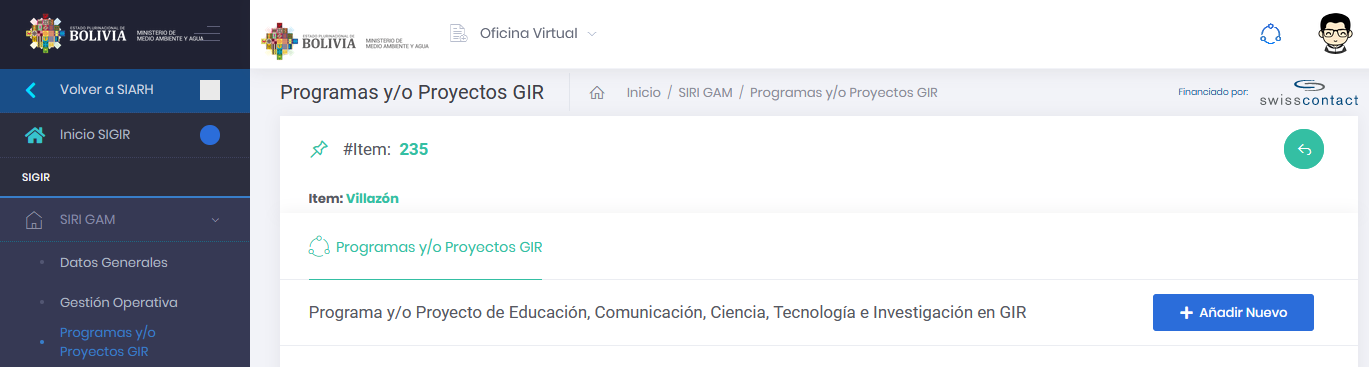 ESTADO PLURINACIONAL DE
BOLIVIA
MINISTERIO DE
MEDIO AMBIENTE Y AGUA
Volver a SIARH
Inicio SIGIR
SIGIR
SIRI GAM
Datos Generales
Gestión Operativa
Programas y/o
Proyectos GIR
ESTADO PLURINACIONAL DE
BOLIVIA
MINISTERIO DE
MEDIO AMBIENTE Y AGUA
Oficina Virtual
Programas y/o Proyectos GIR
Inicio / SIRI GAM / Programas y/o Proyectos GIR
Financiado por:
swisscontact
#Item: 235
Item: Villazón
Programas y/o Proyectos GIR
Programa y/o Proyecto de Educación, Comunicación, Ciencia, Tecnología e Investigación en GIR
Añadir Nuevo